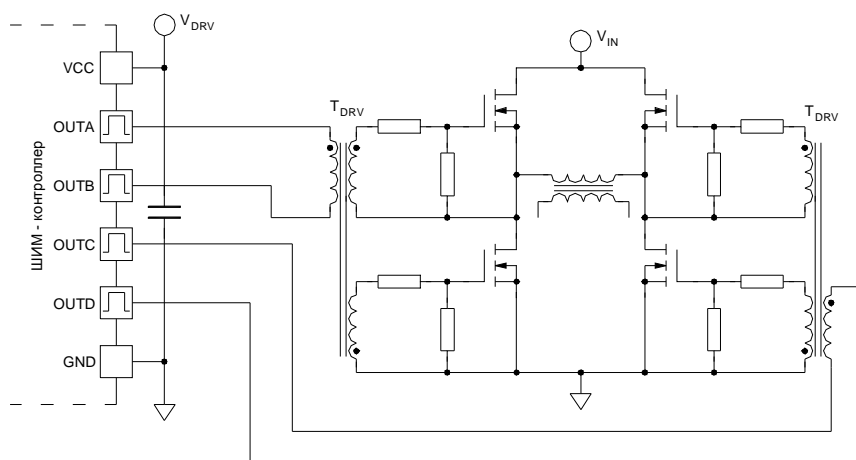 V_DRV
VCC
V_IN
OUTA
T_DRV
T_DRV
OUTB
ШИМ - контроллер
OUTC
OUTD
GND